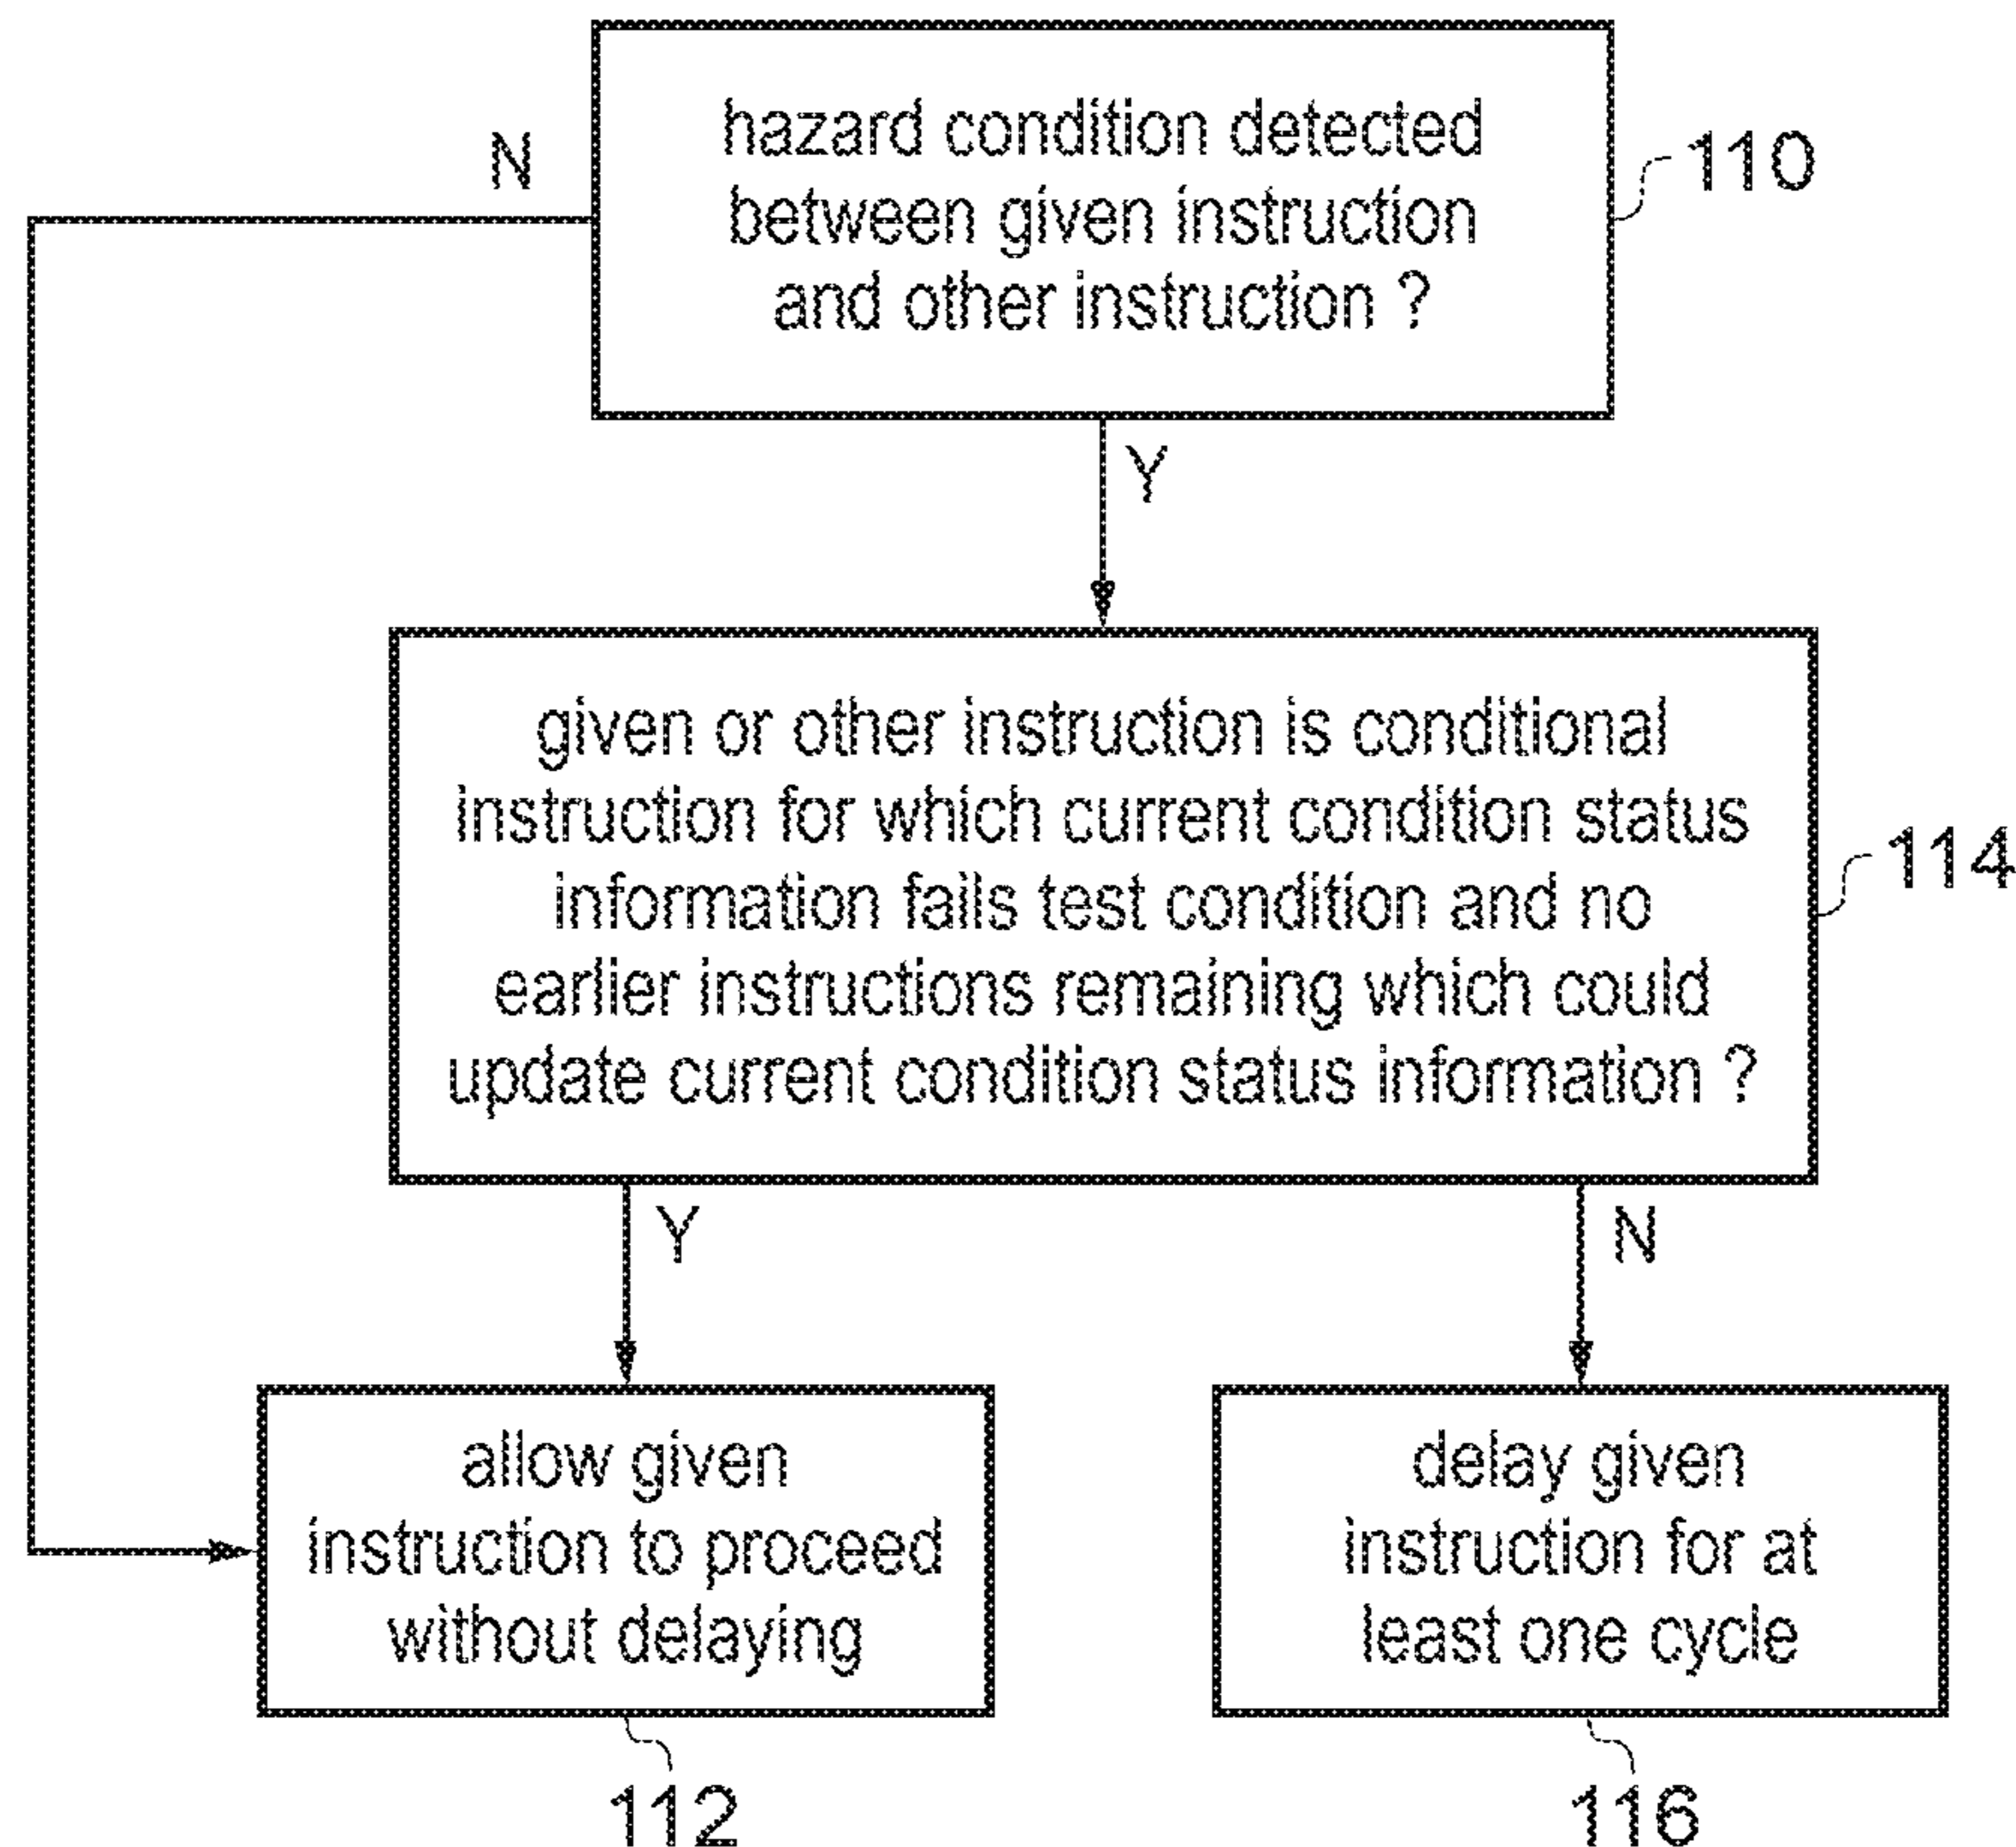 hazard condition detected
between given instruction
and other instruction ?
110
N
Y
given or other instruction is conditional
instruction for which current condition status
information fails test condition and no
earlier instructions remaining which could
update current condition status information ?
114
Y
N
allow given
instruction to proceed
without delaying
112
delay given
instruction for at
least one cycle
116